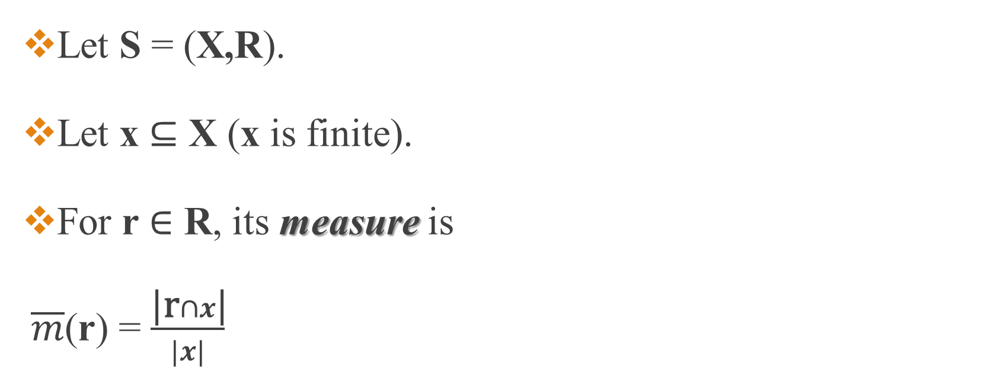 ❖Let S = (X,R).
❖Let x ⊆ X (x is finite).
❖For r ∈ R, its measure is
m̅(r) = |r∩x| / |x|